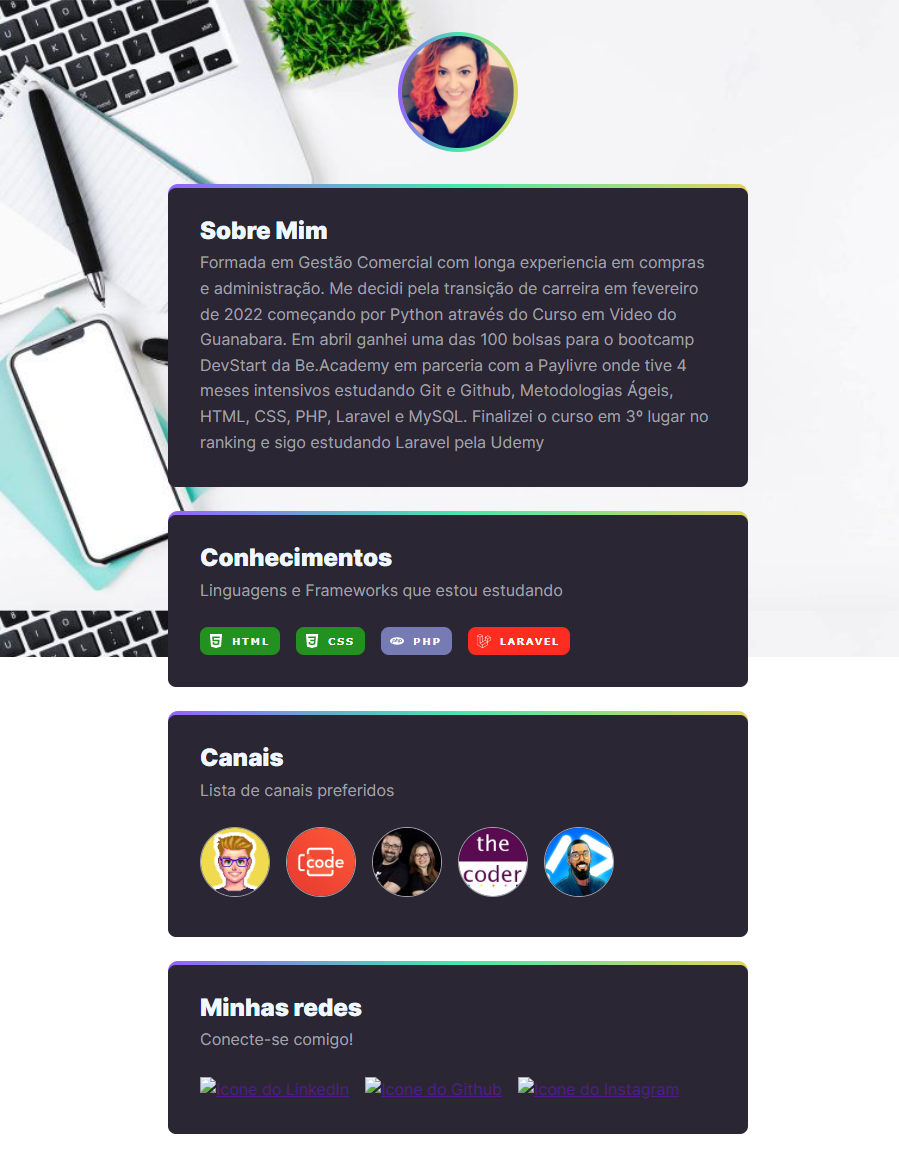 Sobre Mim
Formada em Gestão Comercial com longa experiencia em compras
e administração. Me decidi pela transição de carreira em fevereiro
de 2022 começando por Python através do Curso em Video do
Guanabara. Em abril ganhei uma das 100 bolsas para o bootcamp
DevStart da Be.Academy em parceria com a Paylivre onde tive 4
meses intensivos estudando Git e Github, Metodologias Ágeis,
HTML, CSS, PHP, Laravel e MySQL. Finalizei o curso em 3º lugar no
ranking e sigo estudando Laravel pela Udemy
Conhecimentos
Linguagens e Frameworks que estou estudando
HTML CSS PHP LARAVEL
Canais
Lista de canais preferidos
code
the
coder
Minhas redes
Conecte-se comigo!
Icone do LinkedIn Icone do Github Icone do Instagram